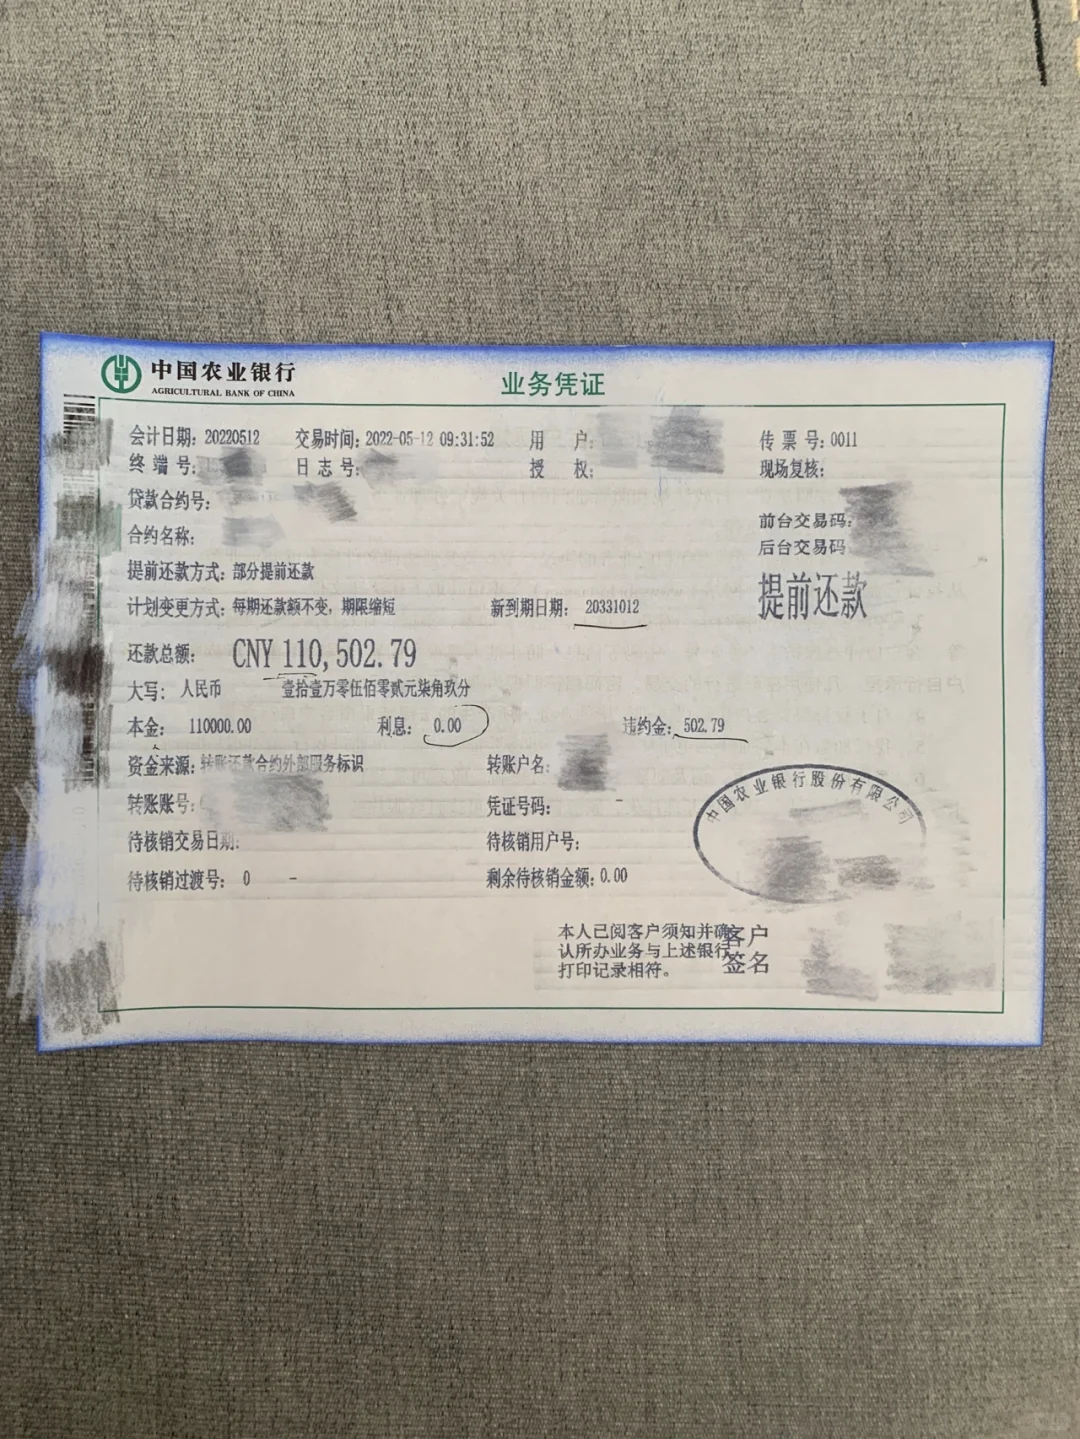 中国农业银行
AGRICULTURAL BANK OF CHINA
业务凭证
会计日期: 20220512 交易时间: 2022-05-12 09:31:52 用 户: 传 票 号: 0011
终 端 号: 日 志 号: 授 权: 现场复核:
贷款合约号:
前台交易码:
合约名称:
后台交易码
提前还款方式: 部分提前还款
提前还款
计划变更方式: 每期还款额不变, 期限缩短 新到期日期: 20331012
还款总额: CNY 110,502.79
大写: 人民币 壹拾壹万零伍佰零贰元柒角玖分
本金: 110000.00 利息: 0.00 违约金: 502.79
资金来源: 转账还款合约外部服务标识 转账户名:
转账账号: 凭证号码: -
中国农业银行股份有限公司
待核销交易日期: 待核销用户号:
待核销过渡号: 0 - 剩余待核销金额: 0.00
本人已阅客户须知并确
认所办业务与上述银行
打印记录相符。
客户
签名